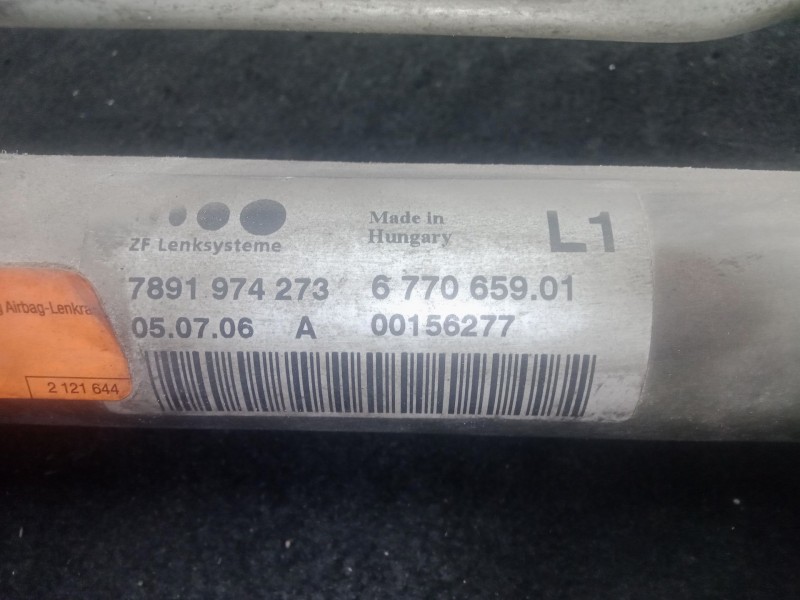 ZF Lenksysteme
Made in
Hungary
L1
7891 974 273 6 770 659.01
05.07.06 A 00156277
Airbag-Lenkra
2 121 644